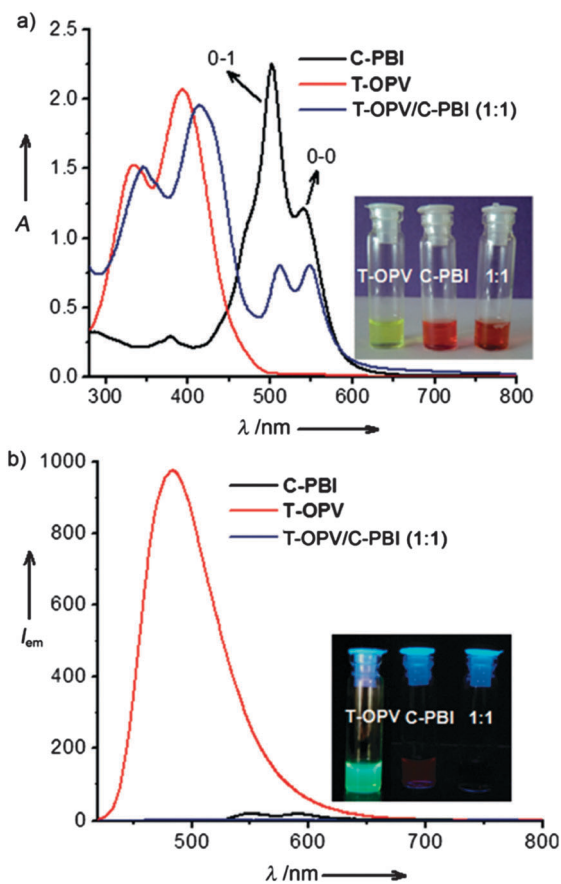 a)
C-PBI
T-OPV
T-OPV/C-PBI (1:1)
0-1
0-0
2.5
2.0
1.5
1.0
0.5
0.0
A
T-OPV C-PBI 1:1
300 400 500 600 700 800
λ /nm
b)
C-PBI
T-OPV
T-OPV/C-PBI (1:1)
1000
800
600
400
200
0
Iem
T-OPV C-PBI 1:1
500 600 700 800
λ /nm